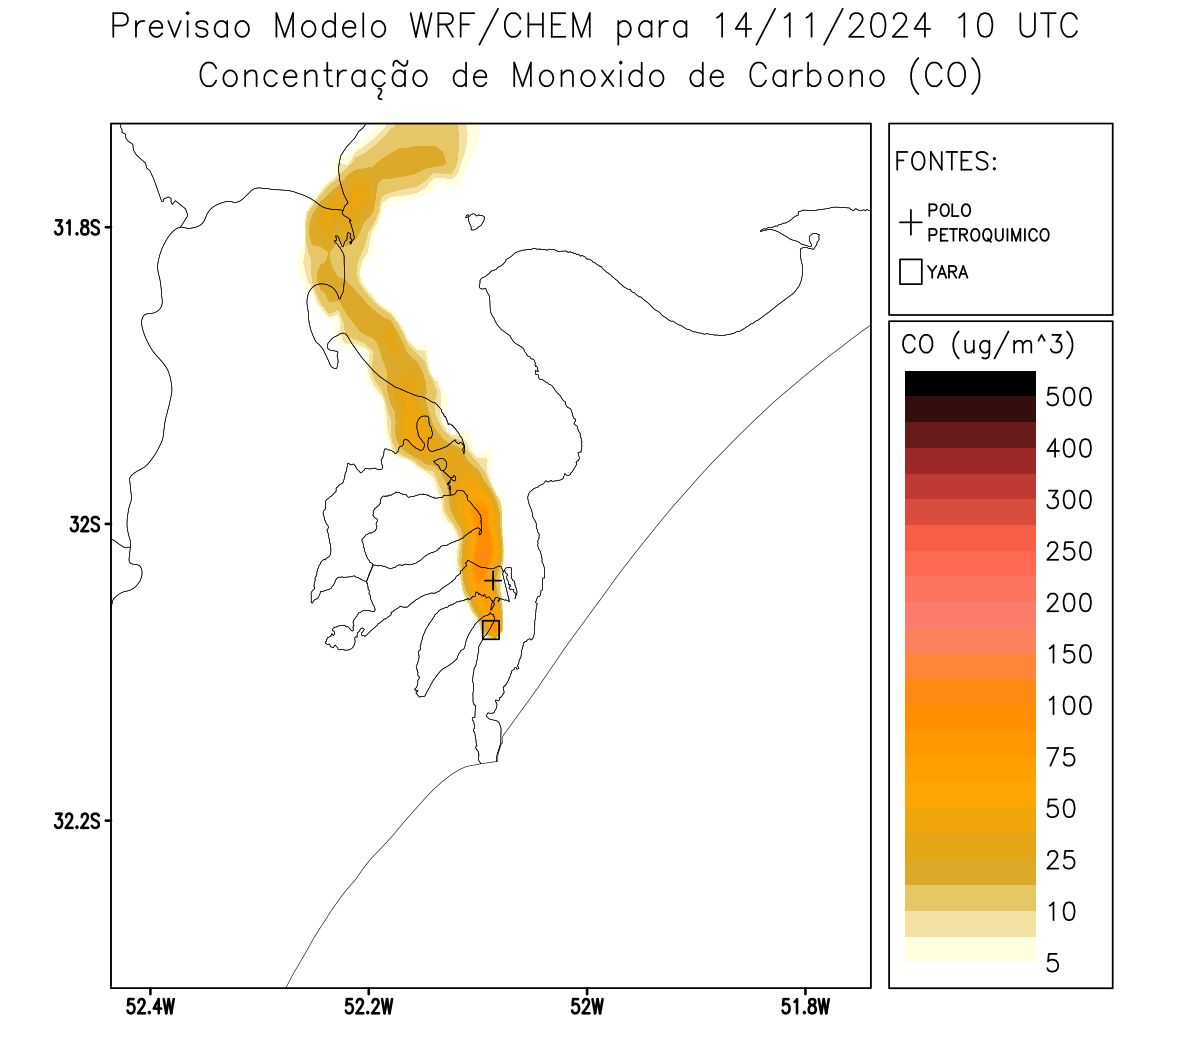 Previsao Modelo WRF/CHEM para 14/11/2024 10 UTC
Concentração de Monoxido de Carbono (CO)
FONTES:
POLO
PETROQUIMICO
YARA
CO (ug/m^3)
500
400
300
250
200
150
100
75
50
25
10
5
31.8S
32S
32.2S
52.4W
52.2W
52W
51.8W